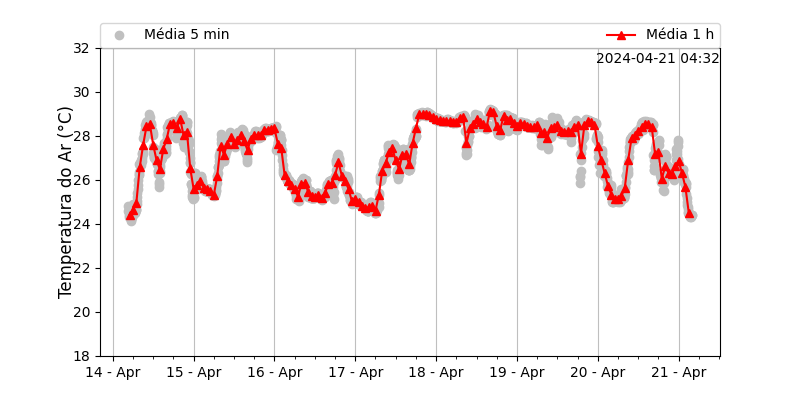 Média 5 min
Média 1 h
2024-04-21 04:32
Temperatura do Ar (°C)
32
30
28
26
24
22
20
18
14 - Apr
15 - Apr
16 - Apr
17 - Apr
18 - Apr
19 - Apr
20 - Apr
21 - Apr